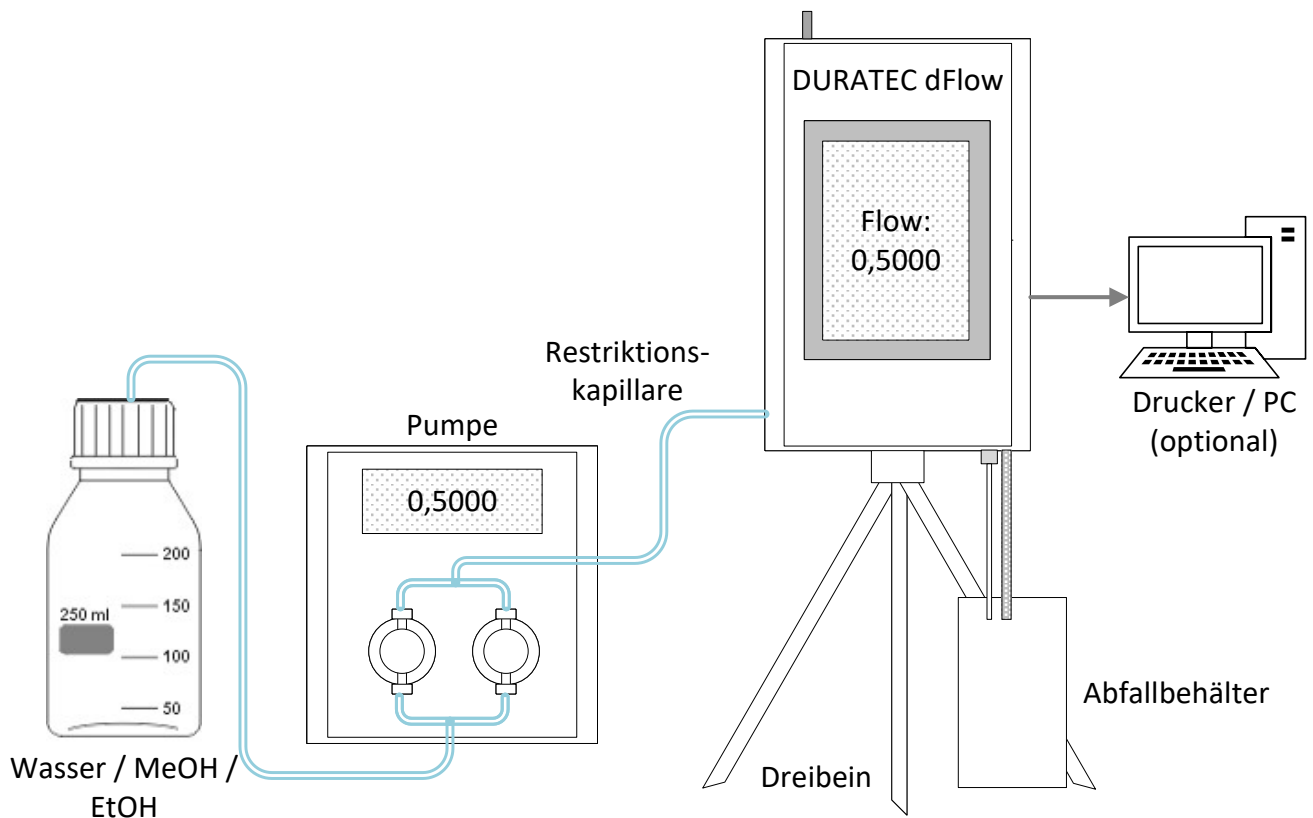 DURATEC dFlow
Flow:
0,5000
Restriktions-
kapillare
Drucker / PC
(optional)
Pumpe
0,5000
250 ml
200
150
100
50
Wasser / MeOH /
EtOH
Dreibein
Abfallbehälter